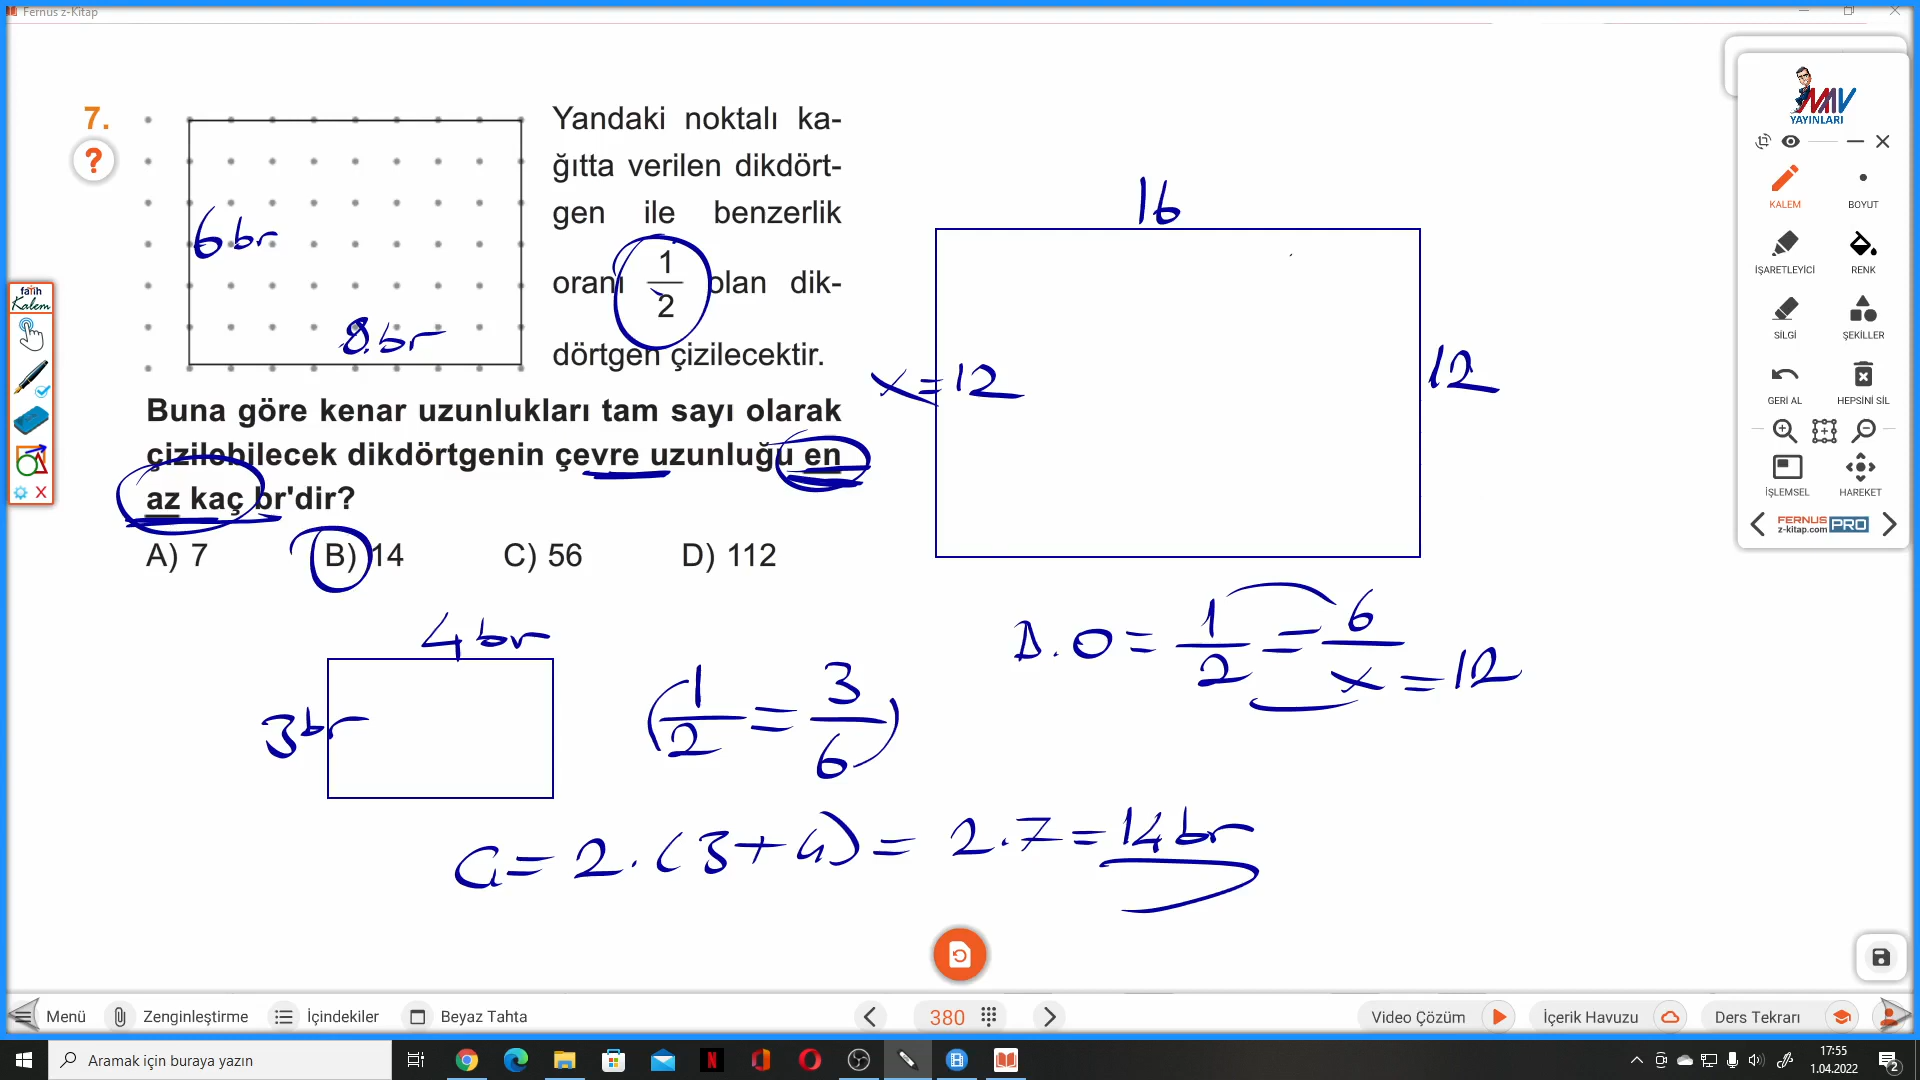 Fernus z-Kitap
7.
?
Yandaki noktalı ka-
ğıtta verilen dikdört-
gen ile benzerlik
oranı 1/2 olan dik-
dörtgen çizilecektir.
6br
8br
Buna göre kenar uzunlukları tam sayı olarak
çizilebilecek dikdörtgenin çevre uzunluğu en
az kaç br'dir?
A) 7 B) 14 C) 56 D) 112
16
x=12
12
4br
3br
1/2 = 3/6
B.O = 1/2 = 6/x = 12
Ç = 2.(3+4) = 2.7 = 14br
fatih
Kalem
MAV
YAYINLARI
KALEM
BOYUT
İŞARETLEYİCİ
RENK
SİLGİ
ŞEKİLLER
GERİ AL
HEPSİNİ SİL
İŞLEMSEL
HAREKET
FERNUS
z-kitap.com
PRO
Menü
Zenginleştirme
İçindekiler
Beyaz Tahta
380
Video Çözüm
İçerik Havuzu
Ders Tekrarı
Aramak için buraya yazın
17:55
1.04.2022
2